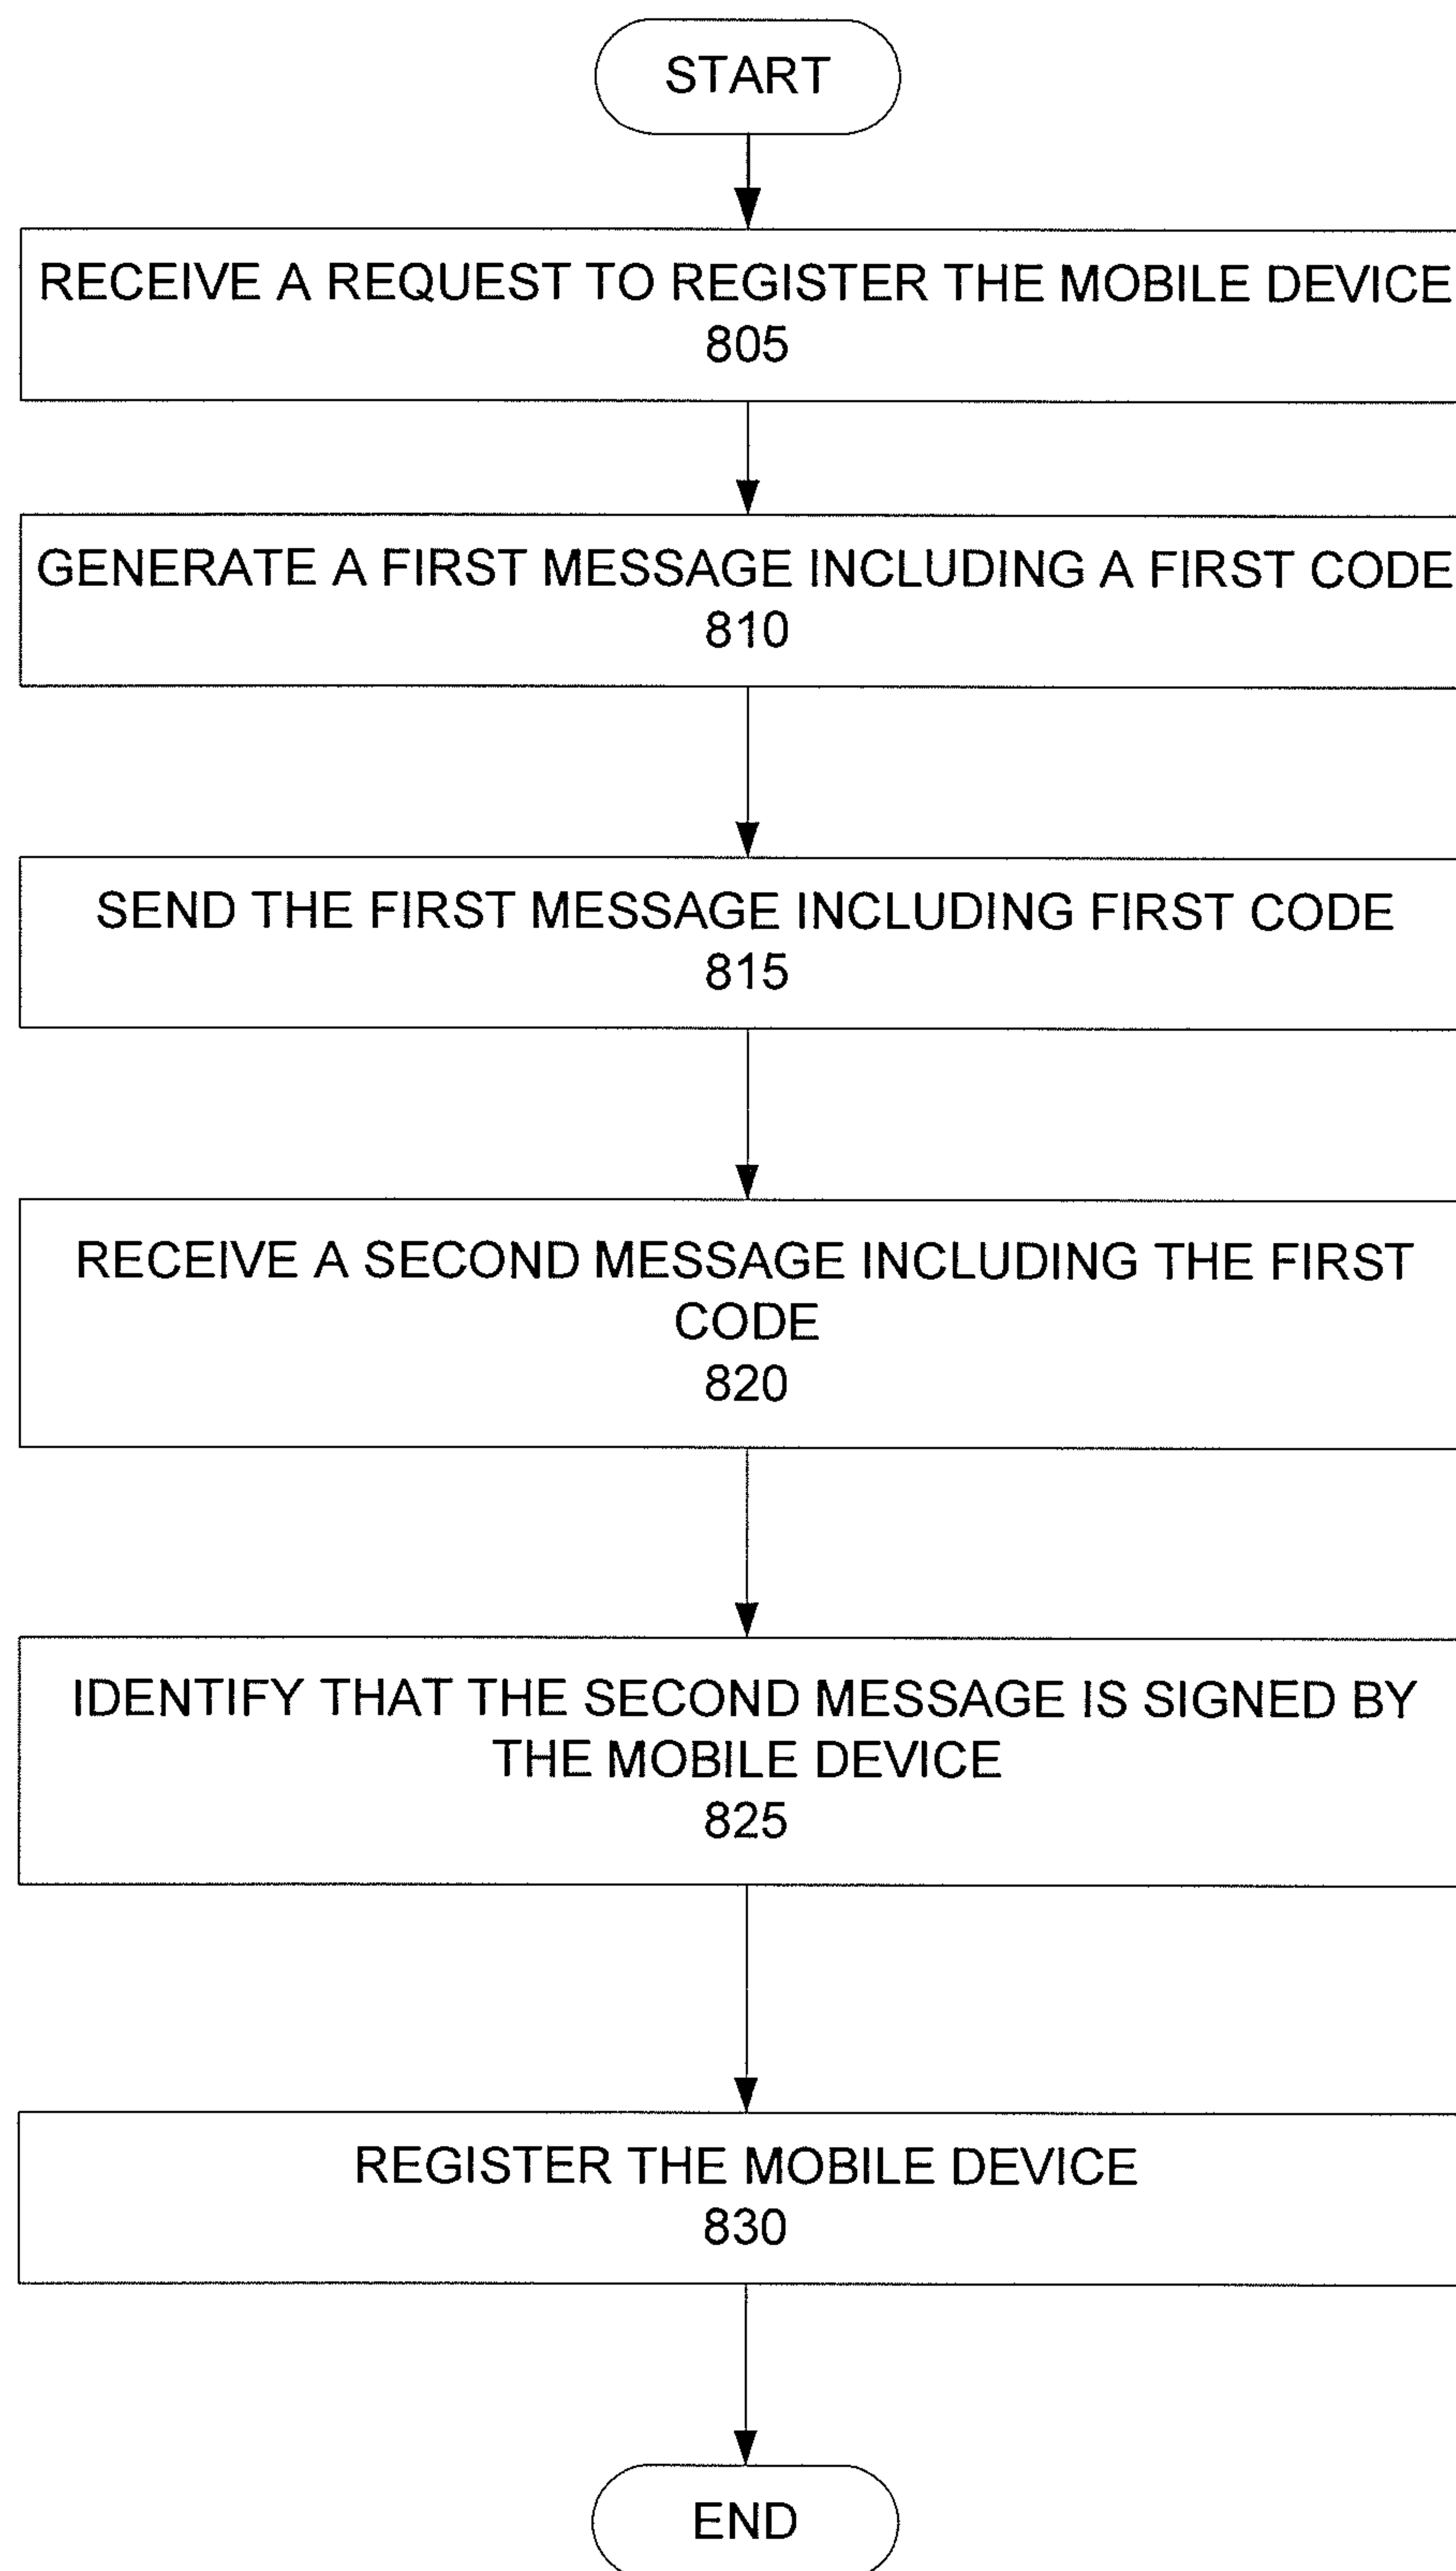 START
RECEIVE A REQUEST TO REGISTER THE MOBILE DEVICE
805
GENERATE A FIRST MESSAGE INCLUDING A FIRST CODE
810
SEND THE FIRST MESSAGE INCLUDING FIRST CODE
815
RECEIVE A SECOND MESSAGE INCLUDING THE FIRST
CODE
820
IDENTIFY THAT THE SECOND MESSAGE IS SIGNED BY
THE MOBILE DEVICE
825
REGISTER THE MOBILE DEVICE
830
END